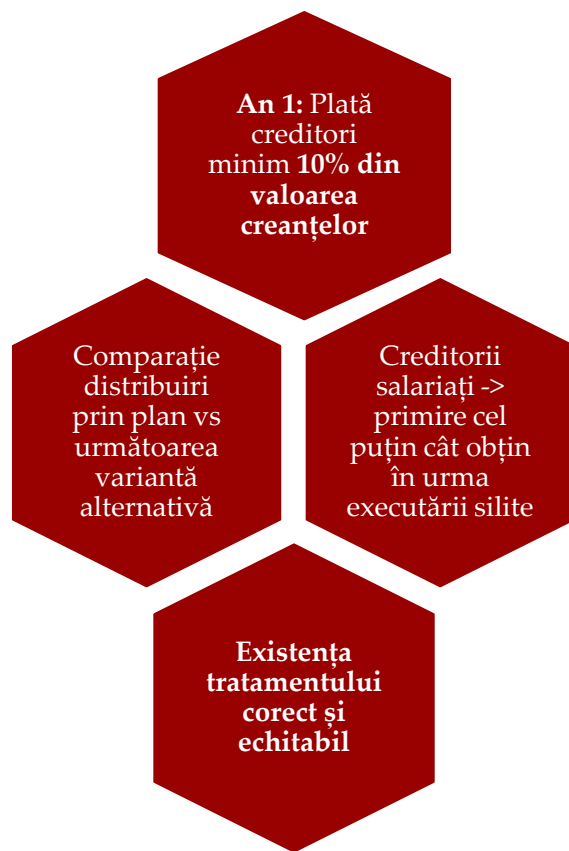 An 1: Plată
creditori
minim 10% din
valoarea
creanțelor
Comparație
distribuiri
prin plan vs
următoarea
variantă
alternativă
Creditorii
salariați ->
primire cel
puțin cât obțin
în urma
executării silite
Existența
tratamentului
corect și
echitabil